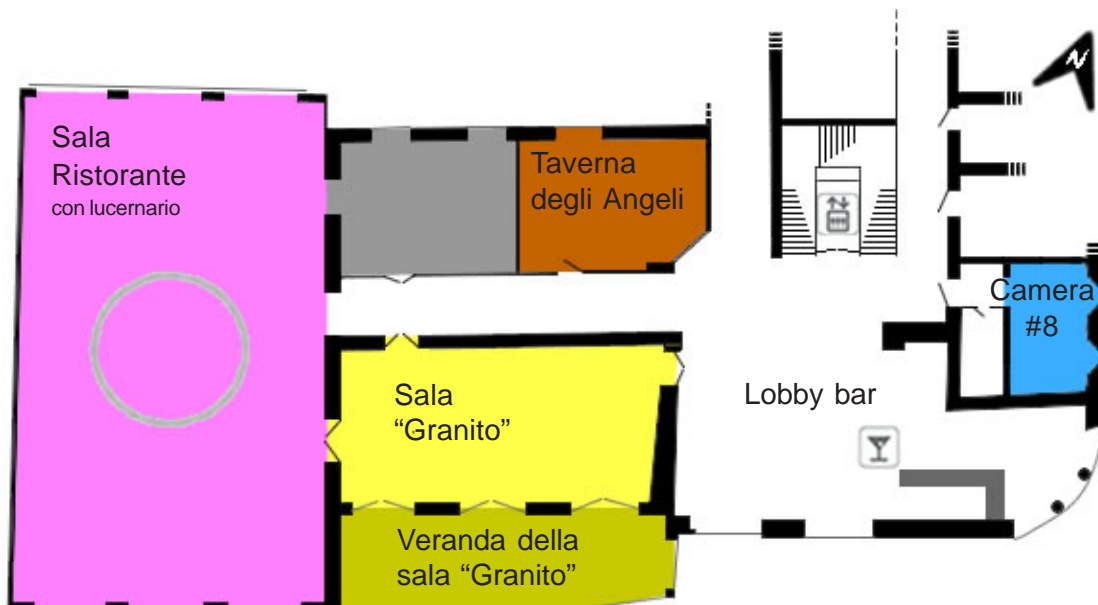 Sala
Ristorante
con lucernario
Taverna
degli Angeli
N
Camera
#8
Sala
“Granito”
Lobby bar
Veranda della
sala “Granito”